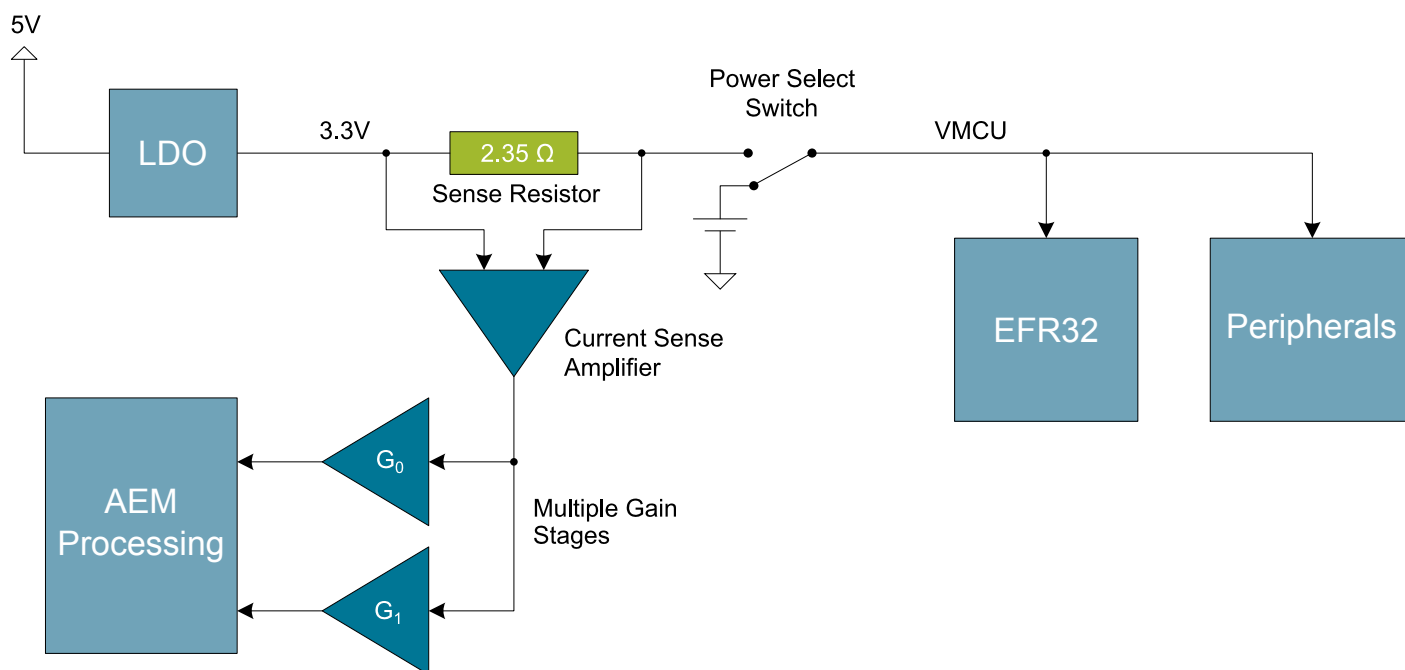 5V
LDO
3.3V
2.35 Ω
Sense Resistor
Power Select
Switch
VMCU
EFR32
Peripherals
Current Sense
Amplifier
AEM
Processing
G₀
Multiple Gain
Stages
G₁